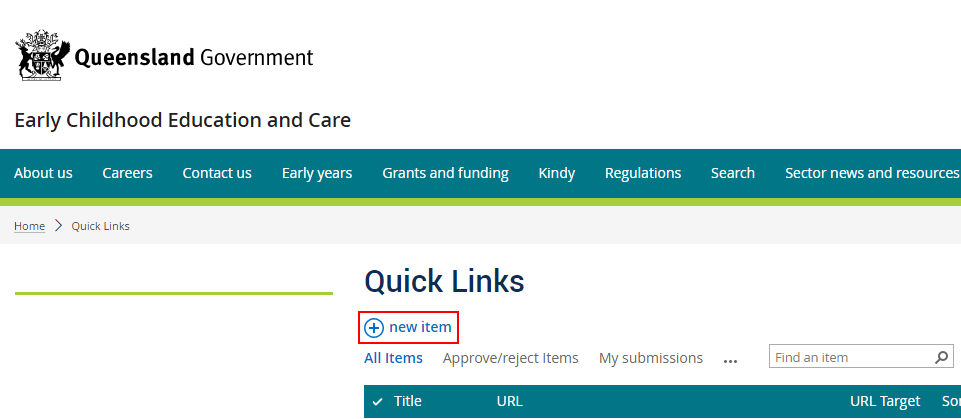 Queensland Government
Early Childhood Education and Care
About us Careers Contact us Early years Grants and funding Kindy Regulations Search Sector news and resources
Home > Quick Links
Quick Links
new item
All Items Approve/reject Items My submissions ... Find an item
Title URL URL Target